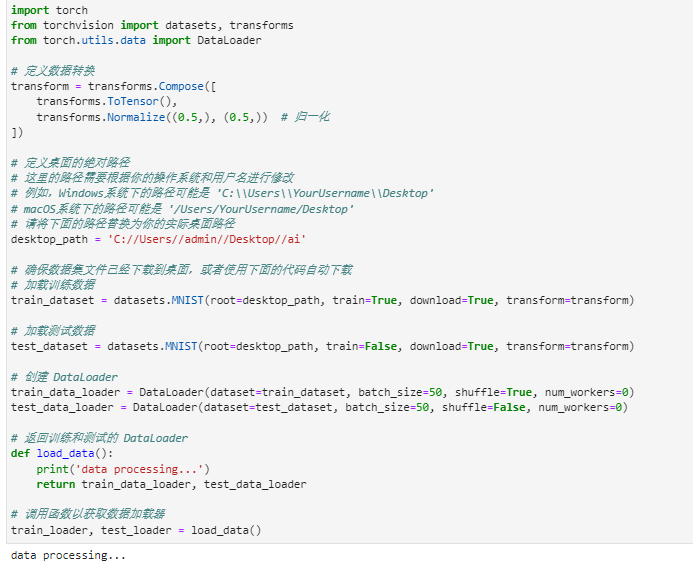 import torch
from torchvision import datasets, transforms
from torch.utils.data import DataLoader

# 定义数据转换
transform = transforms.Compose([
    transforms.ToTensor(),
    transforms.Normalize((0.5,), (0.5,))  # 归一化
])

# 定义桌面的绝对路径
# 这里的路径需要根据你的操作系统和用户名进行修改
# 例如，Windows系统下的路径可能是 'C:\\Users\\YourUsername\\Desktop'
# macOS系统下的路径可能是 '/Users/YourUsername/Desktop'
# 请将下面的路径替换为你的实际桌面路径
desktop_path = 'C://Users//admin//Desktop//ai'

# 确保数据集文件已经下载到桌面，或者使用下面的代码自动下载
# 加载训练数据
train_dataset = datasets.MNIST(root=desktop_path, train=True, download=True, transform=transform)

# 加载测试数据
test_dataset = datasets.MNIST(root=desktop_path, train=False, download=True, transform=transform)

# 创建 DataLoader
train_data_loader = DataLoader(dataset=train_dataset, batch_size=50, shuffle=True, num_workers=0)
test_data_loader = DataLoader(dataset=test_dataset, batch_size=50, shuffle=False, num_workers=0)

# 返回训练和测试的 DataLoader
def load_data():
    print('data processing...')
    return train_data_loader, test_data_loader

# 调用函数以获取数据加载器
train_loader, test_loader = load_data()
data processing...